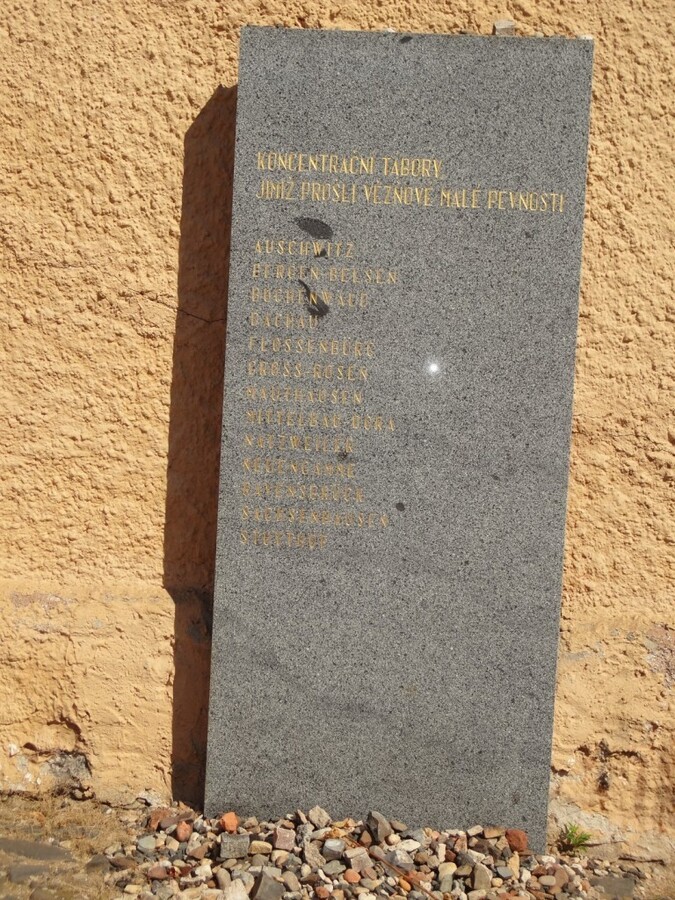 KONCENTRAČNÍ TÁBORY,
JIMIŽ PROŠLI VĚZŇOVÉ MALÉ PEVNOSTI
AUSCHWITZ
BERGEN-BELSEN
BUCHENWALD
DACHAU
FLOSSENBÜRG
GROSS-ROSEN
MAUTHAUSEN
MITTELBAU-DORA
NATZWEILER
NEUENGAMME
RAVENSBRÜCK
SACHSENHAUSEN
STUTTHOF